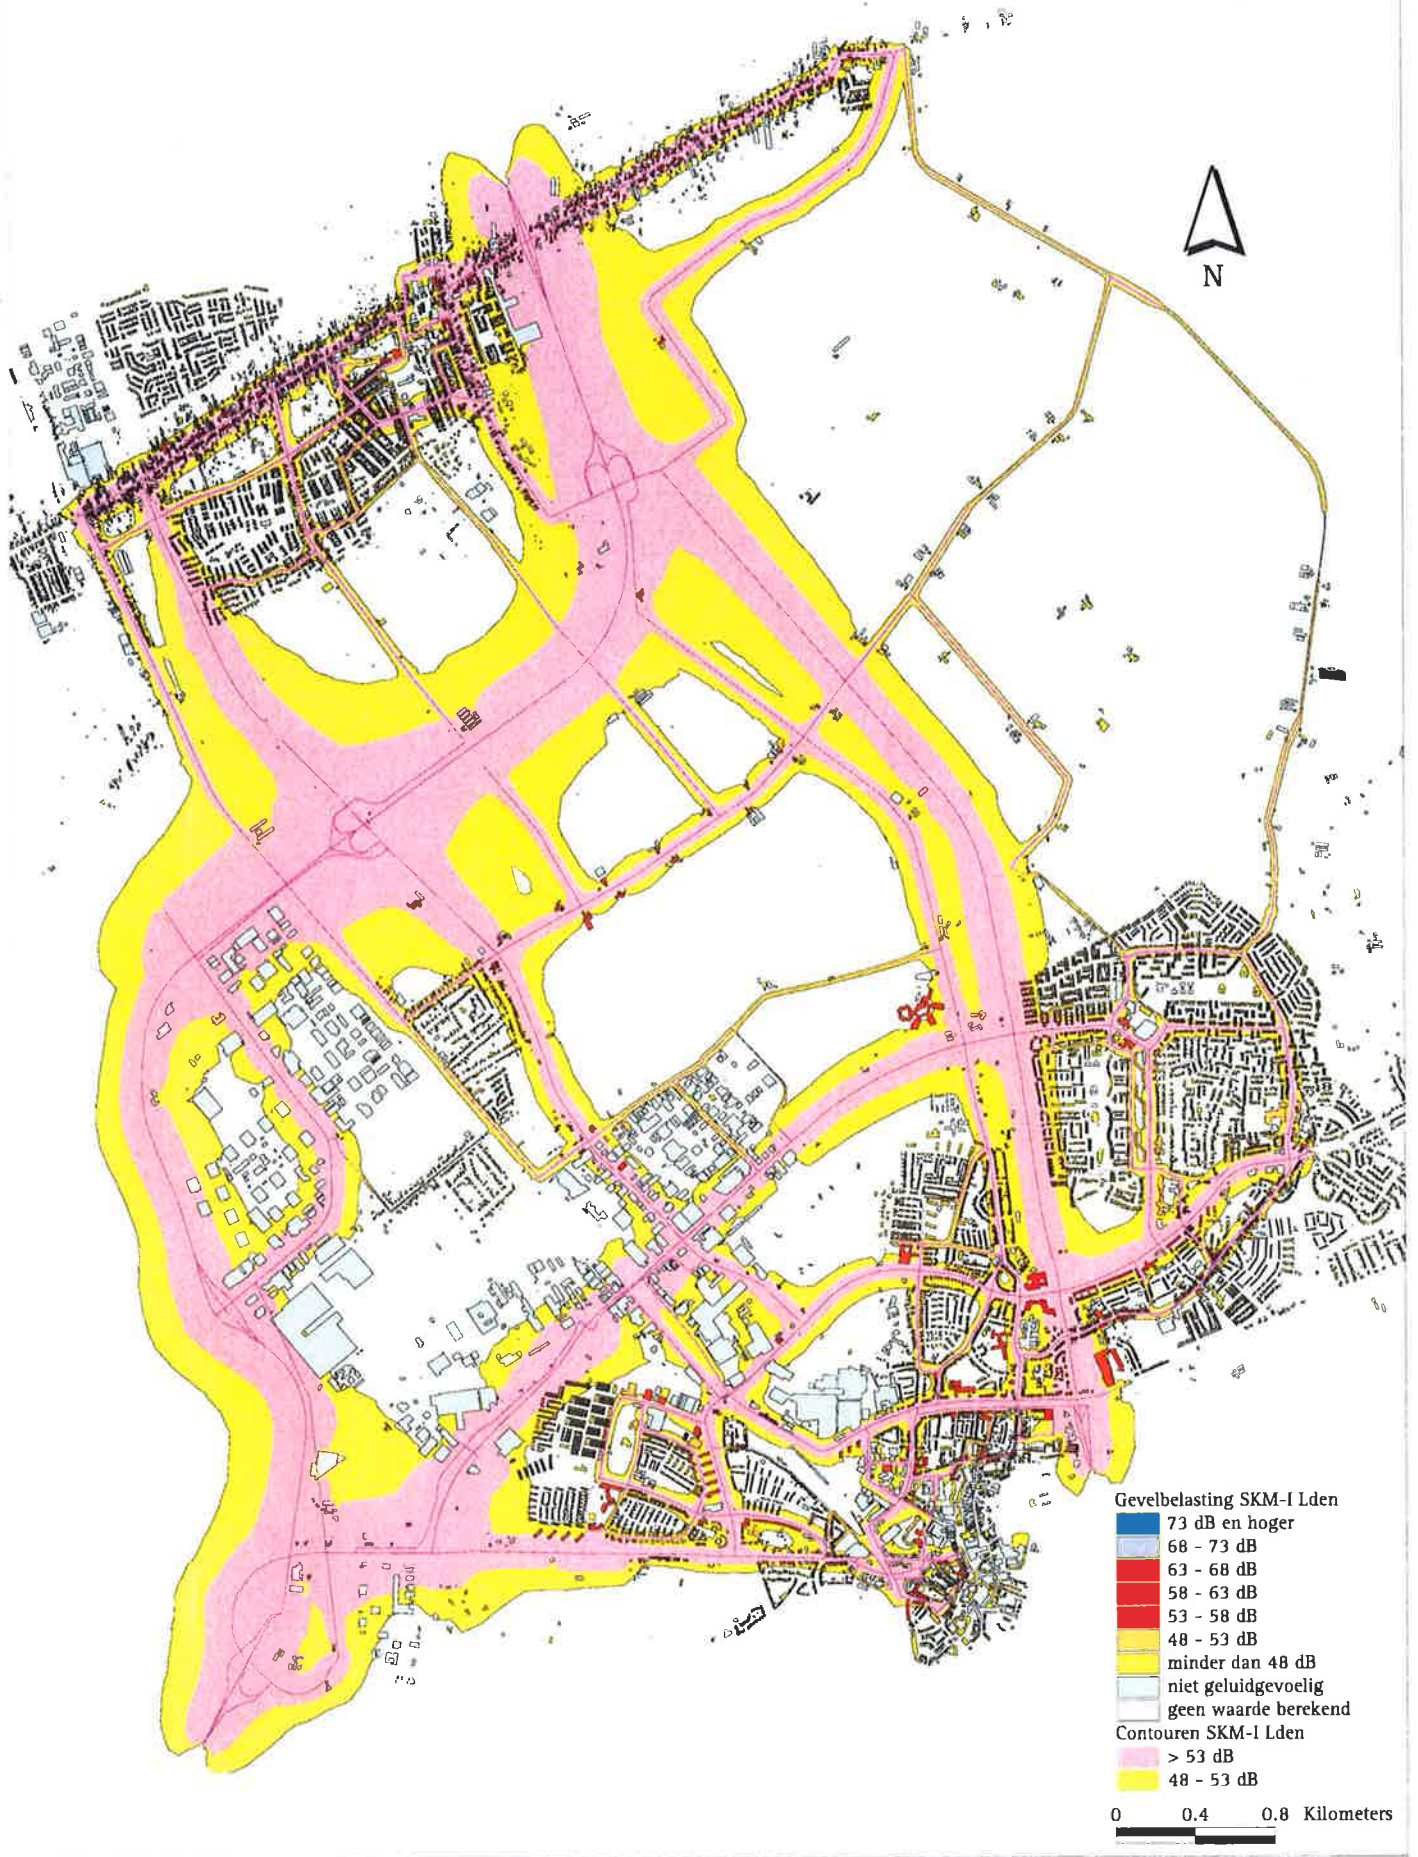 N
Gevelbelasting SKM-I Lden
73 dB en hoger
68 - 73 dB
63 - 68 dB
58 - 63 dB
53 - 58 dB
48 - 53 dB
minder dan 48 dB
niet geluidgevoelig
geen waarde berekend
Contouren SKM-I Lden
> 53 dB
48 - 53 dB
0 0.4 0.8 Kilometers